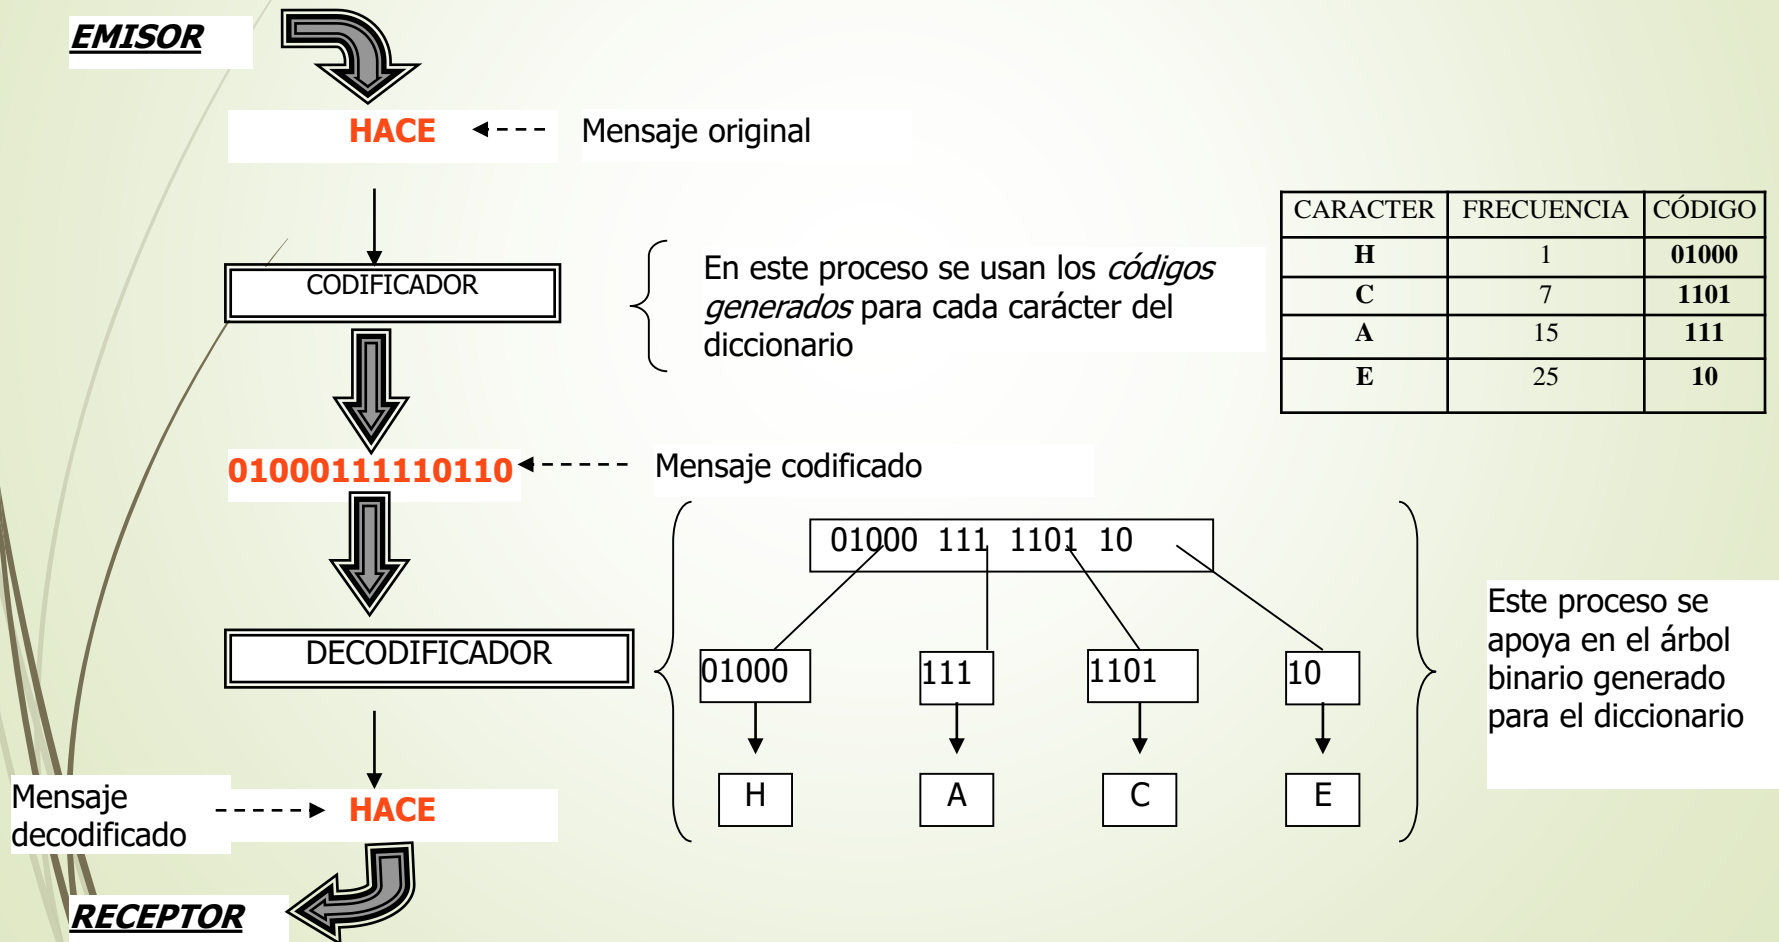 EMISOR
HACE
Mensaje original
CODIFICADOR
En este proceso se usan los códigos
generados para cada carácter del
diccionario
CARACTER FRECUENCIA CÓDIGO
H 1 01000
C 7 1101
A 15 111
E 25 10
01000111110110
Mensaje codificado
01000 111 1101 10
DECODIFICADOR
01000 111 1101 10
H A C E
Este proceso se
apoya en el árbol
binario generado
para el diccionario
Mensaje
decodificado
HACE
RECEPTOR